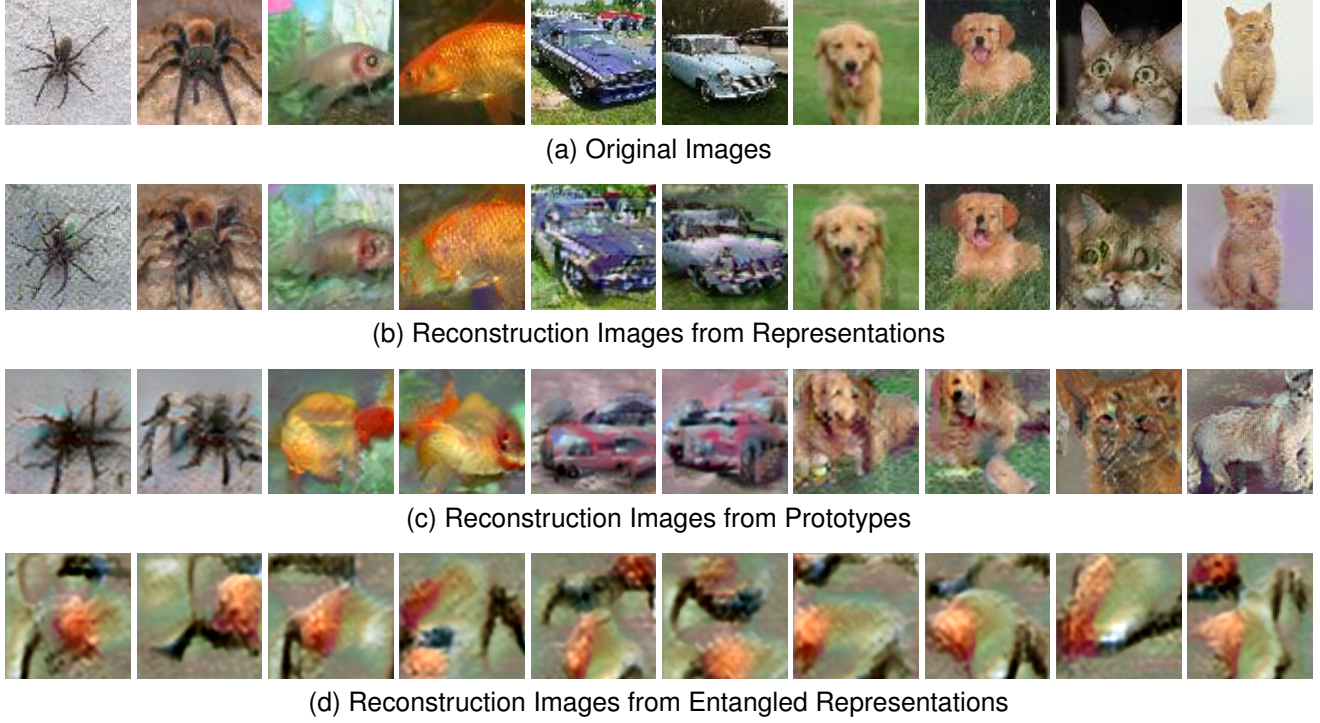 (a) Original Images
(b) Reconstruction Images from Representations
(c) Reconstruction Images from Prototypes
(d) Reconstruction Images from Entangled Representations